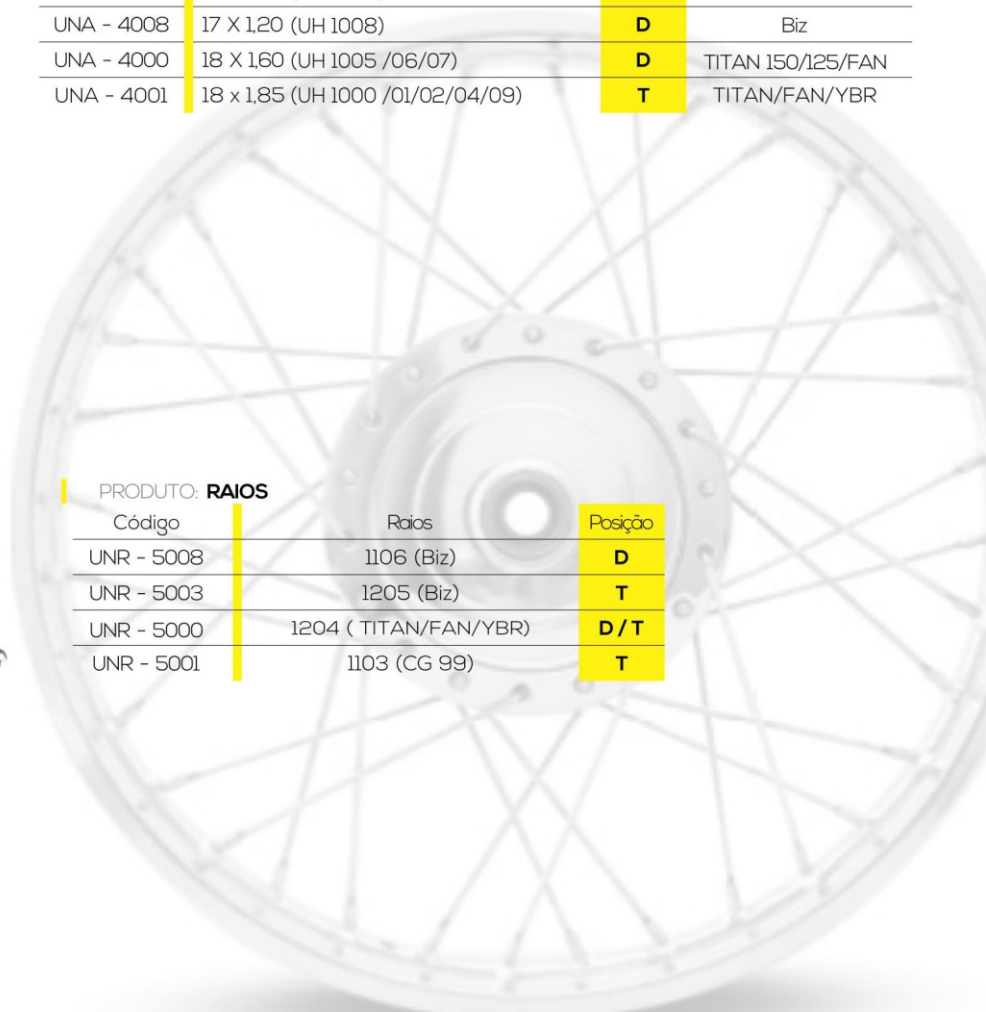 UNA - 4008 17 X 1,20 (UH 1008) D Biz
UNA - 4000 18 X 1,60 (UH 1005 /06/07) D TITAN 150/125/FAN
UNA - 4001 18 x 1,85 (UH 1000 /01/02/04/09) T TITAN/FAN/YBR
PRODUTO: RAIOS
Código Raios Posição
UNR - 5008 1106 (Biz) D
UNR - 5003 1205 (Biz) T
UNR - 5000 1204 ( TITAN/FAN/YBR) D / T
UNR - 5001 1103 (CG 99) T